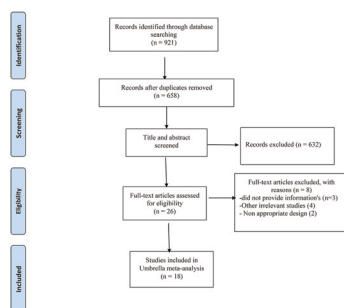 Identification
Records identified through database
searching
(n = 921)
Records after duplicates removed
(n = 658)
Screening
Title and abstract
screened
Records excluded (n = 632)
Eligibility
Full-text articles assessed
for eligibility
(n = 26)
Full-text articles excluded, with
reasons (n = 8)
-did not provide information's (n=3)
-Other irrelevant studies (4)
- Non appropriate design (2)
Included
Studies included in
Umbrella meta-analysis
(n = 18)